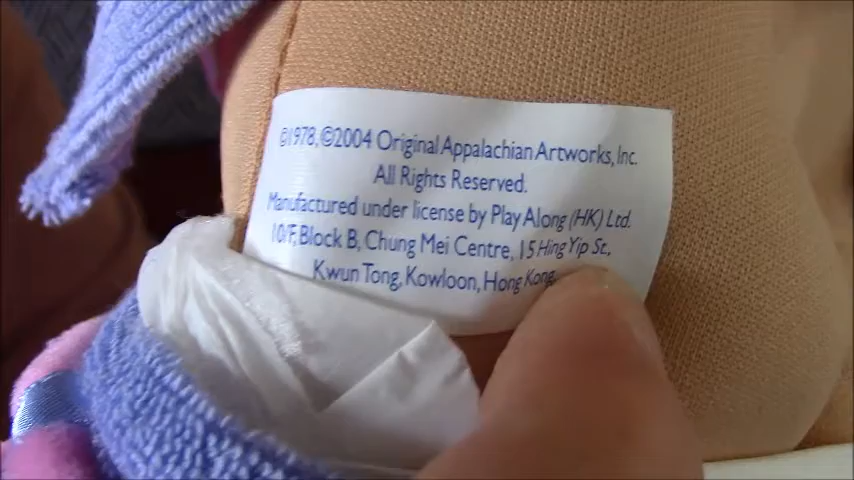 ©1978,©2004 Original Appalachian Artworks, Inc.
All Rights Reserved.
Manufactured under license by Play Along (HK) Ltd.
10/F, Block B, Chung Mei Centre, 15 Hing Yip St.,
Kwun Tong, Kowloon, Hong Kong.